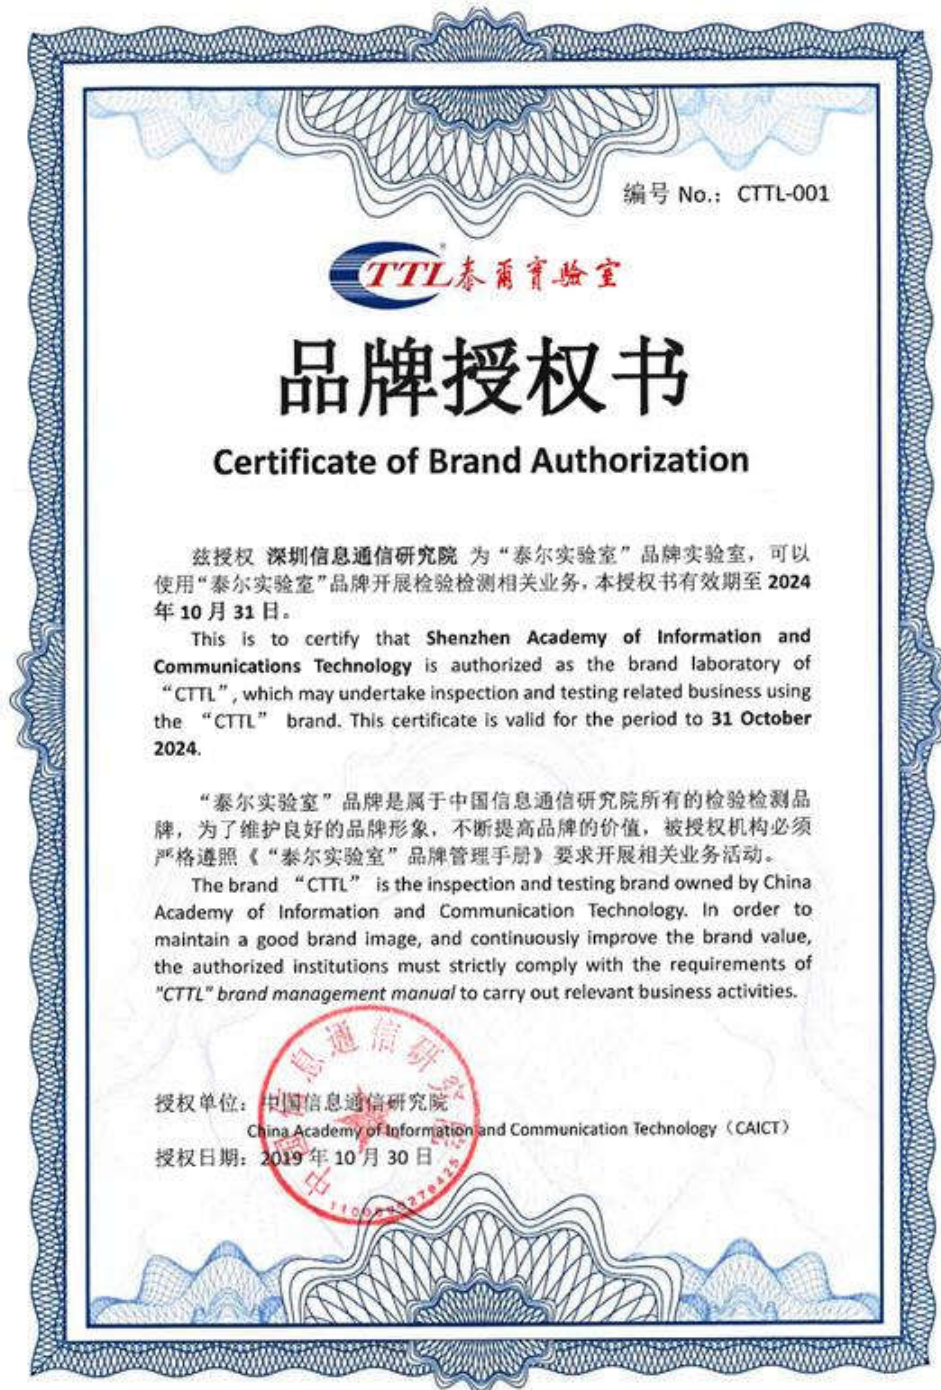 编号 No.: CTTL-001
CTTL 泰爾實驗室
品牌授权书
Certificate of Brand Authorization
兹授权 深圳信息通信研究院 为“泰尔实验室”品牌实验室，可以
使用“泰尔实验室”品牌开展检验检测相关业务，本授权书有效期至 2024
年 10 月 31 日。
This is to certify that Shenzhen Academy of Information and
Communications Technology is authorized as the brand laboratory of
“CTTL”, which may undertake inspection and testing related business using
the “CTTL” brand. This certificate is valid for the period to 31 October
2024.
“泰尔实验室”品牌是属于中国信息通信研究院所有的检验检测品
牌，为了维护良好的品牌形象，不断提高品牌的价值，被授权机构必须
严格遵照《“泰尔实验室”品牌管理手册》要求开展相关业务活动。
The brand “CTTL” is the inspection and testing brand owned by China
Academy of Information and Communication Technology. In order to
maintain a good brand image, and continuously improve the brand value,
the authorized institutions must strictly comply with the requirements of
"CTTL" brand management manual to carry out relevant business activities.
中国信息通信研究院
授权单位：中国信息通信研究院
China Academy of Information and Communication Technology（CAICT）
授权日期：2019 年 10 月 30 日